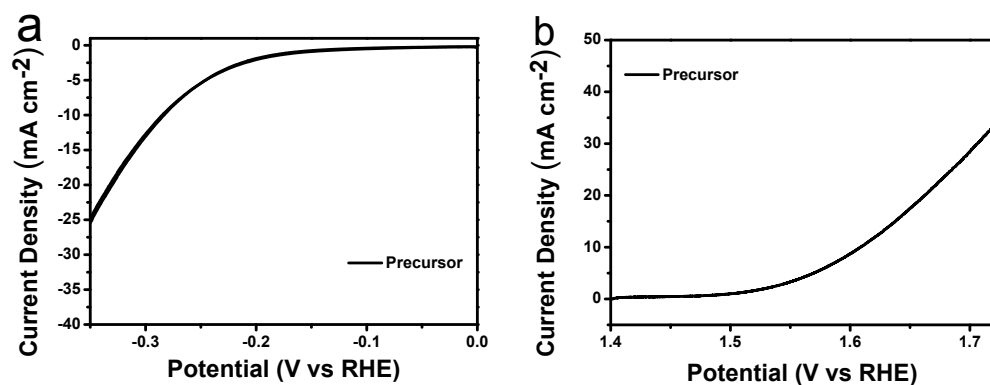 a
0
-5
-10
-15
-20
-25
-30
-35
-40
Current Density (mA cm-2)
Precursor
-0.3
-0.2
-0.1
0.0
Potential (V vs RHE)
b
50
40
30
20
10
0
Current Density (mA cm-2)
Precursor
1.4
1.5
1.6
1.7
Potential (V vs RHE)